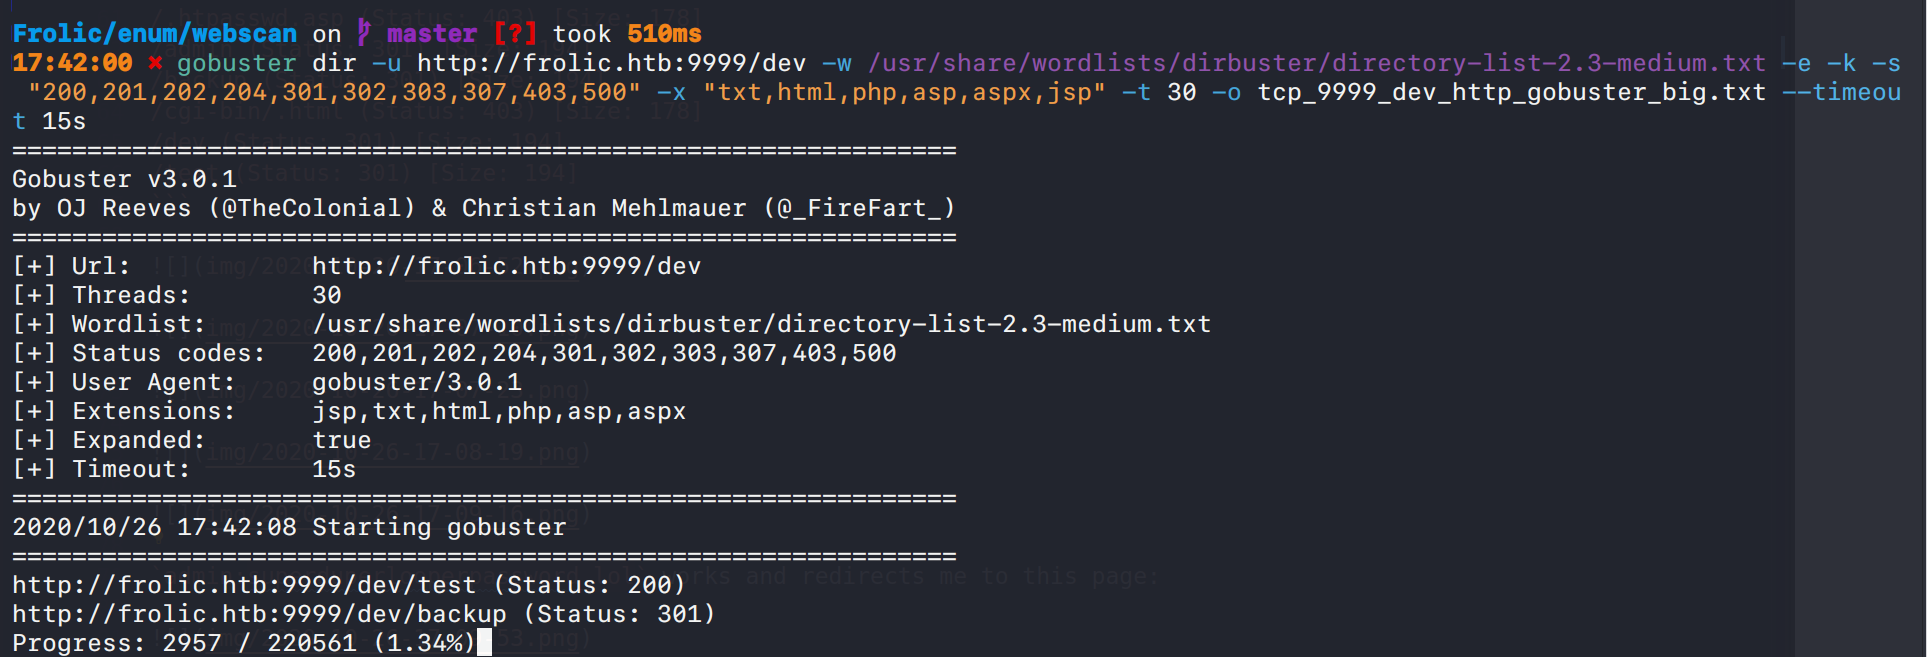 Frolic/enum/webscan on master [?] took 510ms
17:42:00 ✖ gobuster dir -u http://frolic.htb:9999/dev -w /usr/share/wordlists/dirbuster/directory-list-2.3-medium.txt -e -k -s
"200,201,202,204,301,302,303,307,403,500" -x "txt,html,php,asp,aspx,jsp" -t 30 -o tcp_9999_dev_http_gobuster_big.txt --timeou
t 15s
===============================================================
Gobuster v3.0.1
by OJ Reeves (@TheColonial) & Christian Mehlmauer (@_FireFart_)
===============================================================
[+] Url: http://frolic.htb:9999/dev
[+] Threads: 30
[+] Wordlist: /usr/share/wordlists/dirbuster/directory-list-2.3-medium.txt
[+] Status codes: 200,201,202,204,301,302,303,307,403,500
[+] User Agent: gobuster/3.0.1
[+] Extensions: jsp,txt,html,php,asp,aspx
[+] Expanded: true
[+] Timeout: 15s
===============================================================
2020/10/26 17:42:08 Starting gobuster
===============================================================
http://frolic.htb:9999/dev/test (Status: 200)
http://frolic.htb:9999/dev/backup (Status: 301)
Progress: 2957 / 220561 (1.34%)